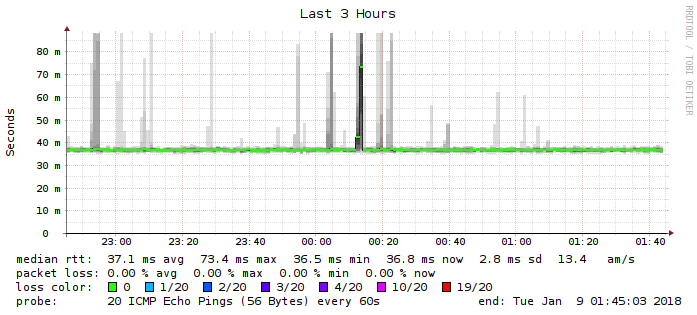 Last 3 Hours
RRDTOOL / TOBI OETIKER
Seconds
80 m
70 m
60 m
50 m
40 m
30 m
20 m
10 m
0
23:00 23:20 23:40 00:00 00:20 00:40 01:00 01:20 01:40
median rtt: 37.1 ms avg 73.4 ms max 36.5 ms min 36.8 ms now 2.8 ms sd 13.4 am/s
packet loss: 0.00 % avg 0.00 % max 0.00 % min 0.00 % now
loss color: 0 1/20 2/20 3/20 4/20 10/20 19/20
probe: 20 ICMP Echo Pings (56 Bytes) every 60s end: Tue Jan 9 01:45:03 2018